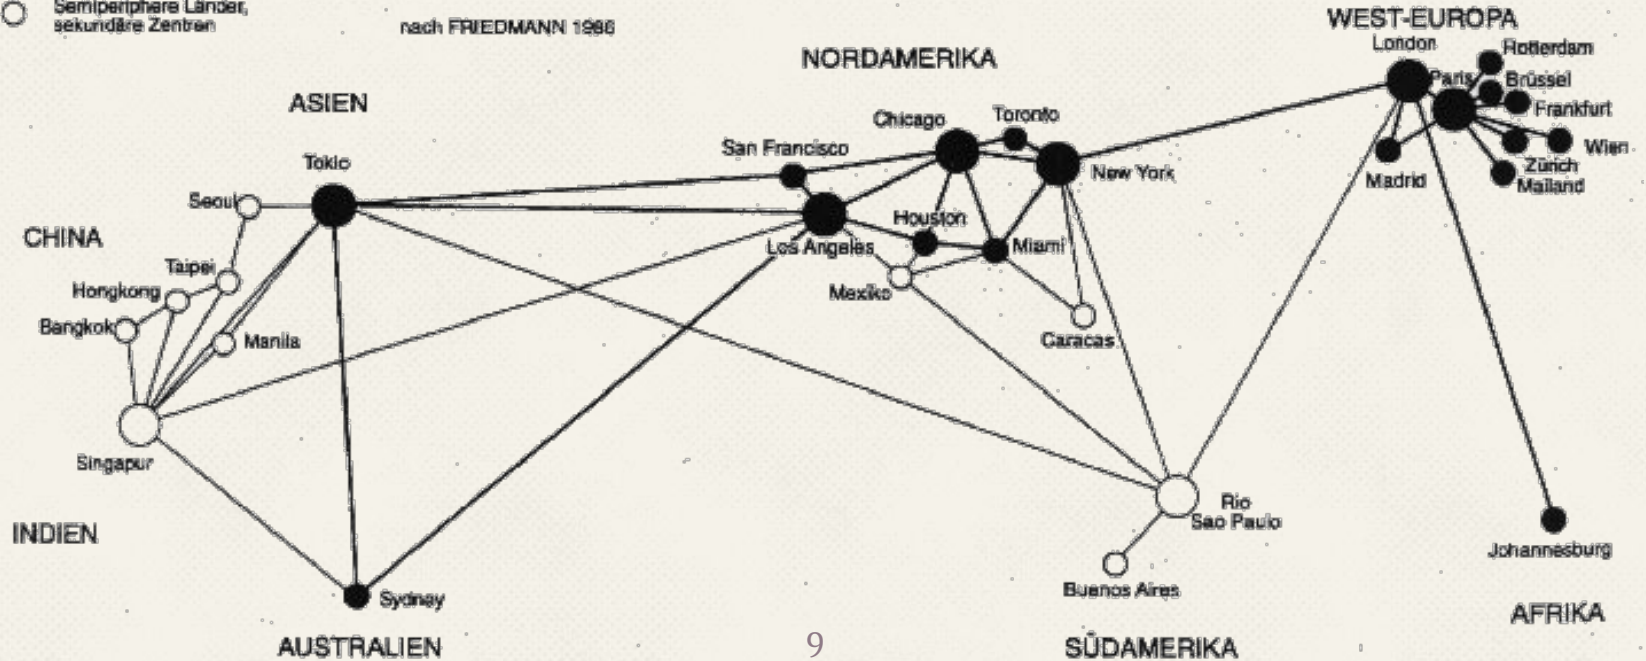 Semiperiphere Länder,
sekundäre Zentren
nach FRIEDMANN 1986
WEST-EUROPA
London
Rotterdam
NORDAMERIKA
Paris
Brüssel
ASIEN
Frankfurt
Chicago
Toronto
San Francisco
Wien
Tokio
Zürich
New York
Madrid
Mailand
Seoul
Houston
CHINA
Los Angeles
Miami
Taipei
Hongkong
Mexiko
Bangkok
Manila
Caracas
Singapur
Rio
Sao Paulo
INDIEN
Johannesburg
Buenos Aires
Sydney
AFRIKA
AUSTRALIEN
9
SÜDAMERIKA